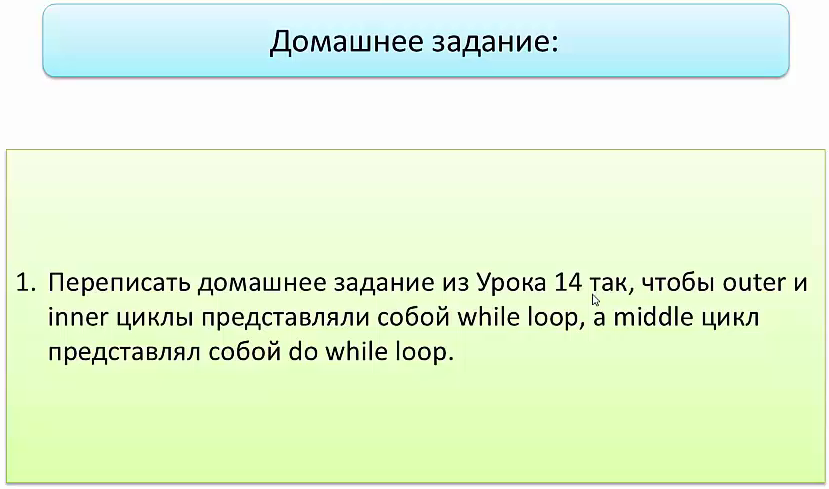 Домашнее задание:
1. Переписать домашнее задание из Урока 14 так, чтобы outer и
inner циклы представляли собой while loop, а middle цикл
представлял собой do while loop.